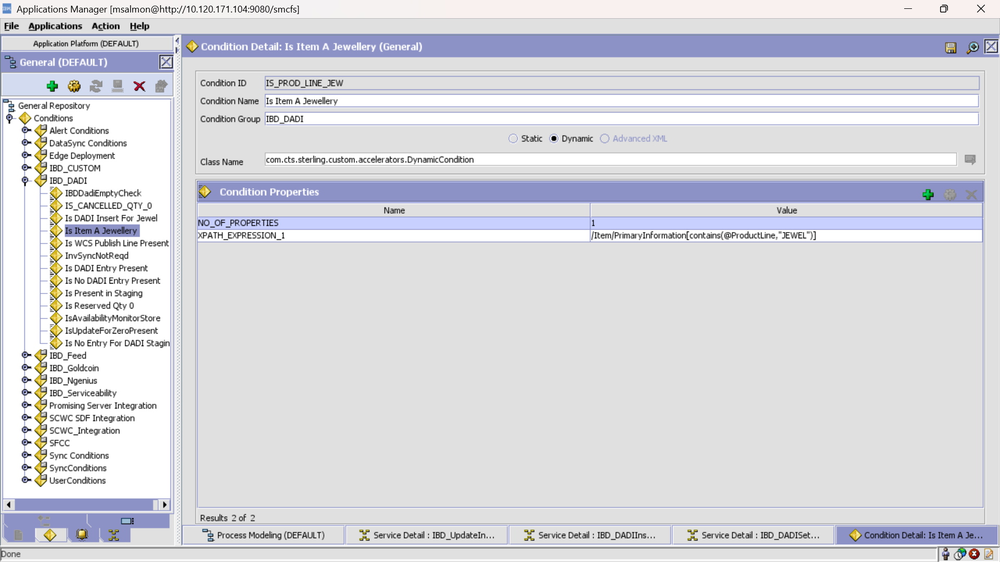 Applications Manager [msalmon@http://10.120.171.104:9080/smcfs]
File Applications Action Help
Application Platform (DEFAULT)
General (DEFAULT)
General Repository
Conditions
Alert Conditions
DataSync Conditions
Edge Deployment
IBD_CUSTOM
IBD_DADI
IBDDadiEmptyCheck
IS_CANCELLED_QTY_0
Is DADI Insert For Jewel
Is Item A Jewellery
Is WCS Publish Line Present
InvSyncNotReqd
Is DADI Entry Present
Is No DADI Entry Present
Is Present in Staging
Is Reserved Qty 0
IsAvailabilityMonitorStore
IsUpdateForZeroPresent
Is No Entry For DADI Stagin
IBD_Feed
IBD_Goldcoin
IBD_Ngenius
IBD_Serviceability
Promising Server Integration
SCWC SDF Integration
SCWC_Integration
SFCC
Sync Conditions
SyncConditions
UserConditions
Condition Detail: Is Item A Jewellery (General)
Condition ID IS_PROD_LINE_JEW
Condition Name Is Item A Jewellery
Condition Group IBD_DADI
Static Dynamic Advanced XML
Class Name com.cts.sterling.custom.accelerators.DynamicCondition
Condition Properties
Name Value
NO_OF_PROPERTIES 1
XPATH_EXPRESSION_1 /Item/PrimaryInformation[contains(@ProductLine,"JEWEL")]
Results 2 of 2
Process Modeling (DEFAULT) Service Detail : IBD_UpdateIn... Service Detail : IBD_DADIIns... Service Detail : IBD_DADISet... Condition Detail: Is Item A Je...
Done